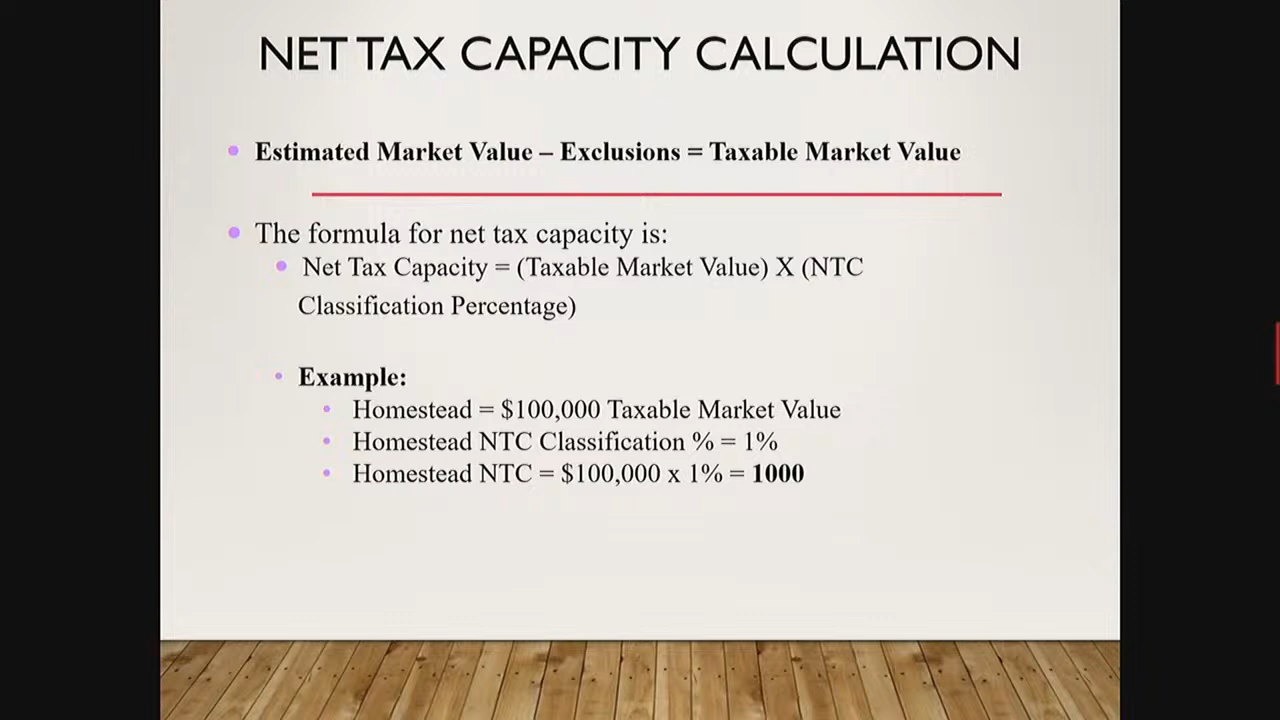 NET TAX CAPACITY CALCULATION
Estimated Market Value – Exclusions = Taxable Market Value
The formula for net tax capacity is:
Net Tax Capacity = (Taxable Market Value) X (NTC
Classification Percentage)
Example:
Homestead = $100,000 Taxable Market Value
Homestead NTC Classification % = 1%
Homestead NTC = $100,000 x 1% = 1000